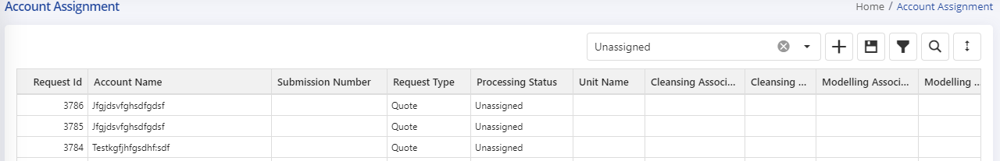 Account Assignment
Home / Account Assignment
Unassigned
Request Id Account Name Submission Number Request Type Processing Status Unit Name Cleansing Associ... Cleansing ... Modelling Associ... Modelling ...
3786 Jfgjdsvfghsdfgdsf Quote Unassigned
3785 Jfgjdsvfghsdfgdsf Quote Unassigned
3784 Testkgfjhfgsdhf:sdf Quote Unassigned